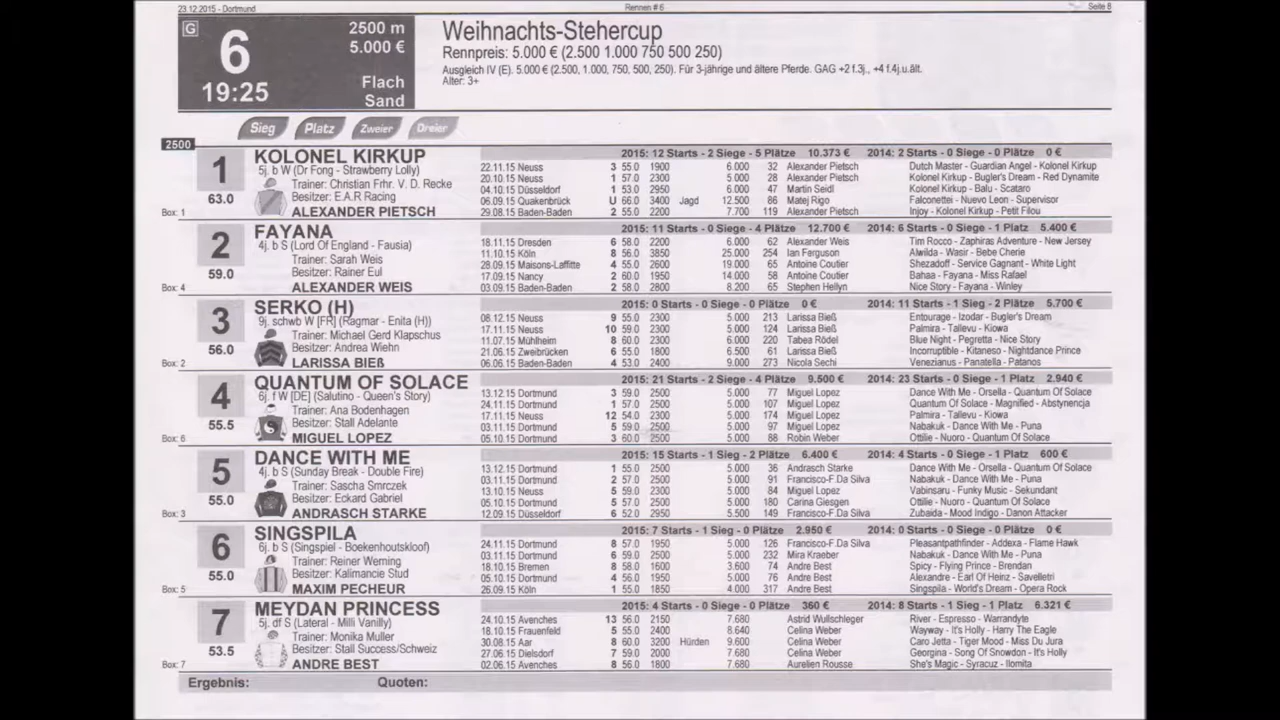 23.12.2015 - Dortmund Rennen # 6 Seite 8
G
6
19:25
2500 m
5.000 €
Flach
Sand
Weihnachts-Stehercup
Rennpreis: 5.000 € (2.500 1.000 750 500 250)
Ausgleich IV (E). 5.000 € (2.500, 1.000, 750, 500, 250). Für 3-jährige und ältere Pferde. GAG +2 f.3j., +4 f.4j.u.ält.
Alter: 3+
Sieg Platz Zweier Dreier
2500
1
63.0
Box: 1
KOLONEL KIRKUP
5j. b W (Dr Fong - Strawberry Lolly)
Trainer: Christian Frhr. V. D. Recke
Besitzer: E.A.R Racing
ALEXANDER PIETSCH
2015: 12 Starts - 2 Siege - 5 Plätze 10.373 € 2014: 2 Starts - 0 Siege - 0 Plätze 0 €
22.11.15 Neuss 3 55.0 1900 6.000 32 Alexander Pietsch Dutch Master - Guardian Angel - Kolonel Kirkup
20.10.15 Neuss 1 57.0 2300 5.000 28 Alexander Pietsch Kolonel Kirkup - Bugler's Dream - Red Dynamite
04.10.15 Düsseldorf 1 53.0 2950 6.000 47 Martin Seidl Kolonel Kirkup - Balu - Scataro
06.09.15 Quakenbrück U 66.0 3400 Jagd 12.500 86 Matej Rigo Falconettei - Nuevo Leon - Supervisor
29.08.15 Baden-Baden 2 55.0 2200 7.700 119 Alexander Pietsch Injoy - Kolonel Kirkup - Petit Filou
2
59.0
Box: 4
FAYANA
4j. b S (Lord Of England - Fausia)
Trainer: Sarah Weis
Besitzer: Rainer Eul
ALEXANDER WEIS
2015: 11 Starts - 0 Siege - 4 Plätze 12.700 € 2014: 6 Starts - 0 Siege - 1 Platz 5.400 €
18.11.15 Dresden 6 58.0 2200 6.000 62 Alexander Weis Tim Rocco - Zaphiras Adventure - New Jersey
11.10.15 Köln 8 56.0 3850 25.000 254 Ian Ferguson Alwilda - Wasir - Bebe Cherie
28.09.15 Maisons-Laffitte 4 55.0 2600 19.000 65 Antoine Coutier Shezadoff - Service Gagnant - White Light
17.09.15 Nancy 2 60.0 1950 14.000 58 Antoine Coutier Bahaa - Fayana - Miss Rafael
03.09.15 Baden-Baden 2 58.0 2800 8.200 65 Stephen Hellyn Nice Story - Fayana - Winley
3
56.0
Box: 2
SERKO (H)
9j. schwb W [FR] (Ragmar - Enita (H))
Trainer: Michael Gerd Klapschus
Besitzer: Andrea Wiehn
LARISSA BIEß
2015: 0 Starts - 0 Siege - 0 Plätze 0 € 2014: 11 Starts - 1 Sieg - 2 Plätze 5.700 €
08.12.15 Neuss 9 55.0 2300 5.000 213 Larissa Bieß Entourage - Izodar - Bugler's Dream
17.11.15 Neuss 10 59.0 2300 5.000 124 Larissa Bieß Palmira - Tallevu - Kiowa
11.07.15 Mühlheim 8 60.0 2300 6.000 220 Tabea Rödel Blue Night - Pegretta - Nice Story
21.06.15 Zweibrücken 6 55.0 1800 6.500 61 Larissa Bieß Incorruptible - Kitaneso - Nightdance Prince
06.06.15 Baden-Baden 4 53.0 2400 9.000 273 Nicola Sechi Venezianus - Panatella - Patanos
4
55.5
Box: 6
QUANTUM OF SOLACE
6j. f W [DE] (Salutino - Queen's Story)
Trainer: Ana Bodenhagen
Besitzer: Stall Adelante
MIGUEL LOPEZ
2015: 21 Starts - 2 Siege - 4 Plätze 9.500 € 2014: 23 Starts - 0 Siege - 1 Platz 2.940 €
13.12.15 Dortmund 3 59.0 2500 5.000 77 Miguel Lopez Dance With Me - Orsella - Quantum Of Solace
24.11.15 Dortmund 1 57.0 2500 5.000 107 Miguel Lopez Quantum Of Solace - Magnified - Abstynencja
17.11.15 Neuss 12 54.0 2300 5.000 174 Miguel Lopez Palmira - Tallevu - Kiowa
03.11.15 Dortmund 5 59.0 2500 5.000 97 Miguel Lopez Nabakuk - Dance With Me - Puna
05.10.15 Dortmund 3 60.0 2500 5.000 88 Robin Weber Ottilie - Nuoro - Quantum Of Solace
5
55.0
Box: 3
DANCE WITH ME
4j. b S (Sunday Break - Double Fire)
Trainer: Sascha Smrczek
Besitzer: Eckard Gabriel
ANDRASCH STARKE
2015: 15 Starts - 1 Sieg - 2 Plätze 6.400 € 2014: 4 Starts - 0 Siege - 1 Platz 600 €
13.12.15 Dortmund 1 55.0 2500 5.000 36 Andrasch Starke Dance With Me - Orsella - Quantum Of Solace
03.11.15 Dortmund 2 57.0 2500 5.000 91 Francisco-F.Da Silva Nabakuk - Dance With Me - Puna
13.10.15 Neuss 5 59.0 2300 5.000 84 Miguel Lopez Vabinsaru - Funky Music - Sekundant
05.10.15 Dortmund 5 57.0 2500 5.000 180 Carina Giesgen Ottilie - Nuoro - Quantum Of Solace
12.09.15 Düsseldorf 6 52.0 2950 5.500 149 Francisco-F.Da Silva Zubaida - Mood Indigo - Danon Attacker
6
55.0
Box: 5
SINGSPILA
6j. b S (Singspiel - Boekenhoutskloof)
Trainer: Reiner Werning
Besitzer: Kalimancie Stud
MAXIM PECHEUR
2015: 7 Starts - 1 Sieg - 0 Plätze 2.950 € 2014: 0 Starts - 0 Siege - 0 Plätze 0 €
24.11.15 Dortmund 8 57.0 1950 5.000 126 Francisco-F.Da Silva Pleasantpathfinder - Addexa - Flame Hawk
03.11.15 Dortmund 6 59.0 2500 5.000 232 Mira Kraeber Nabakuk - Dance With Me - Puna
18.10.15 Bremen 8 58.0 1600 3.600 74 Andre Best Spicy - Flying Prince - Brendan
05.10.15 Dortmund 4 56.0 1950 5.000 76 Andre Best Alexandre - Earl Of Heinz - Savelletri
26.09.15 Köln 1 55.0 1850 4.000 317 Andre Best Singspila - World's Dream - Opera Rock
7
53.5
Box: 7
MEYDAN PRINCESS
5j. df S (Lateral - Milli Vanilly)
Trainer: Monika Muller
Besitzer: Stall Success/Schweiz
ANDRE BEST
2015: 4 Starts - 0 Siege - 0 Plätze 360 € 2014: 8 Starts - 1 Sieg - 1 Platz 6.321 €
24.10.15 Avenches 13 56.0 2150 7.680 Astrid Wullschleger River - Espresso - Warrandyte
18.10.15 Frauenfeld 5 55.0 2400 8.640 Celina Weber Wayway - It's Holly - Harry The Eagle
30.08.15 Aar 8 60.0 3200 Hürden 9.600 Celina Weber Caro Jetta - Tiger Mood - Miss Du Jura
27.06.15 Dielsdorf 7 59.0 2000 7.680 Celina Weber Georgina - Song Of Snowdon - It's Holly
02.06.15 Avenches 8 56.0 1800 7.680 Aurelien Rousse She's Magic - Syracuz - Ilomita
Ergebnis: Quoten: